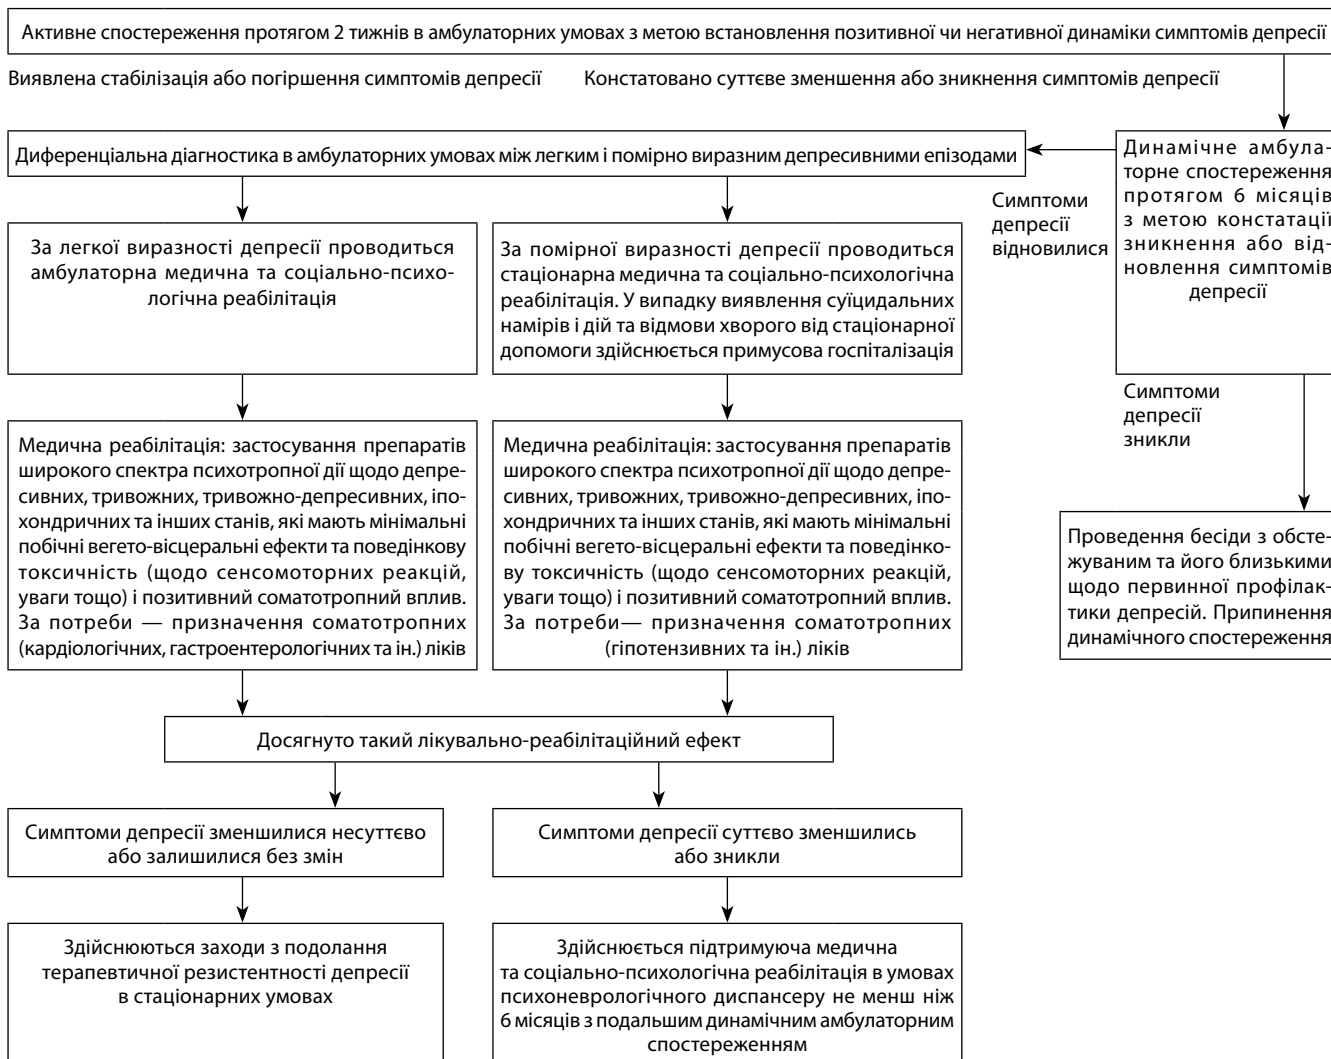 Активне спостереження протягом 2 тижнів в амбулаторних умовах з метою встановлення позитивної чи негативної динаміки симптомів депресії
Виявлена стабілізація або погіршення симптомів депресії
Констатовано суттєве зменшення або зникнення симптомів депресії
Диференціальна діагностика в амбулаторних умовах між легким і помірно виразним депресивними епізодами
Симптоми
депресії
відновилися
Динамічне амбула-
торне спостереження
протягом 6 місяців
з метою констатації
зникнення або від-
новлення симптомів
депресії
За легкої виразності депресії проводиться
амбулаторна медична та соціально-психо-
логічна реабілітація
За помірної виразності депресії проводиться
стаціонарна медична та соціально-психологічна
реабілітація. У випадку виявлення суїцидальних
намірів і дій та відмови хворого від стаціонарної
допомоги здійснюється примусова госпіталізація
Симптоми
депресії
зникли
Медична реабілітація: застосування препаратів
широкого спектра психотропної дії щодо депре-
сивних, тривожних, тривожно-депресивних, іпо-
хондричних та інших станів, які мають мінімальні
побічні вегето-вісцеральні ефекти та поведінкову
токсичність (щодо сенсомоторних реакцій,
уваги тощо) і позитивний соматотропний вплив.
За потреби — призначення соматотропних
(кардіологічних, гастроентерологічних та ін.) ліків
Медична реабілітація: застосування препаратів
широкого спектра психотропної дії щодо депре-
сивних, тривожних, тривожно-депресивних, іпо-
хондричних та інших станів, які мають мінімальні
побічні вегето-вісцеральні ефекти та поведінко-
ву токсичність (щодо сенсомоторних реакцій,
уваги тощо) і позитивний соматотропний вплив.
За потреби— призначення соматотропних
(гіпотензивних та ін.) ліків
Проведення бесіди з обсте-
жуваним та його близькими
щодо первинної профілак-
тики депресій. Припинення
динамічного спостереження
Досягнуто такий лікувально-реабілітаційний ефект
Симптоми депресії зменшилися несуттєво
або залишилися без змін
Симптоми депресії суттєво зменшились
або зникли
Здійснюються заходи з подолання
терапевтичної резистентності депресії
в стаціонарних умовах
Здійснюється підтримуюча медична
та соціально-психологічна реабілітація в умовах
психоневрологічного диспансеру не менш ніж
6 місяців з подальшим динамічним амбулаторним
спостереженням